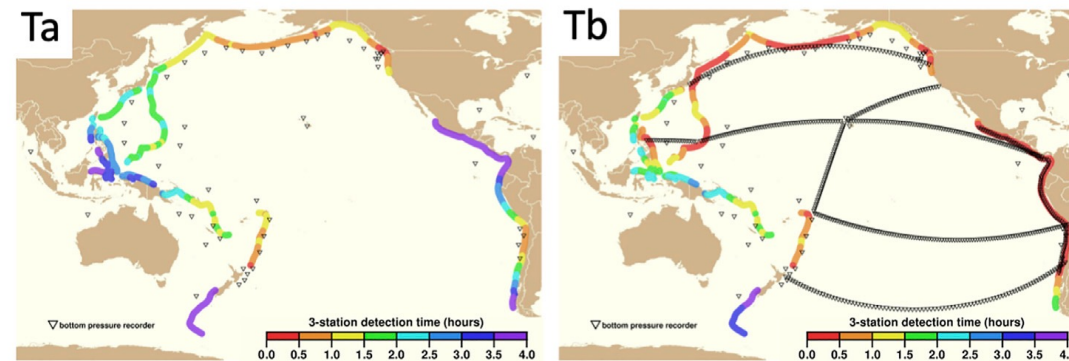 Ta
bottom pressure recorder
3-station detection time (hours)
0.0 0.5 1.0 1.5 2.0 2.5 3.0 3.5 4.0
Tb
bottom pressure recorder
3-station detection time (hours)
0.0 0.5 1.0 1.5 2.0 2.5 3.0 3.5 4.